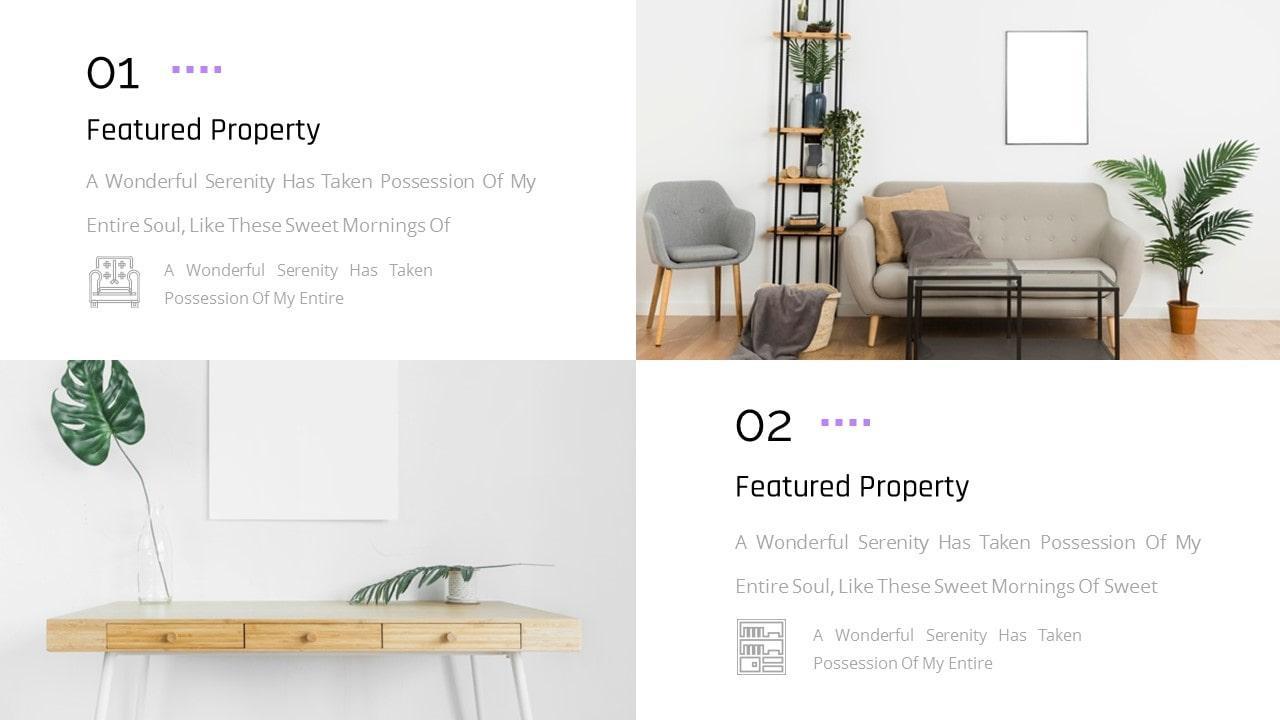 01
Featured Property
A Wonderful Serenity Has Taken Possession Of My
Entire Soul, Like These Sweet Mornings Of
A Wonderful Serenity Has Taken
Possession Of My Entire
02
Featured Property
A Wonderful Serenity Has Taken Possession Of My
Entire Soul, Like These Sweet Mornings Of Sweet
A Wonderful Serenity Has Taken
Possession Of My Entire